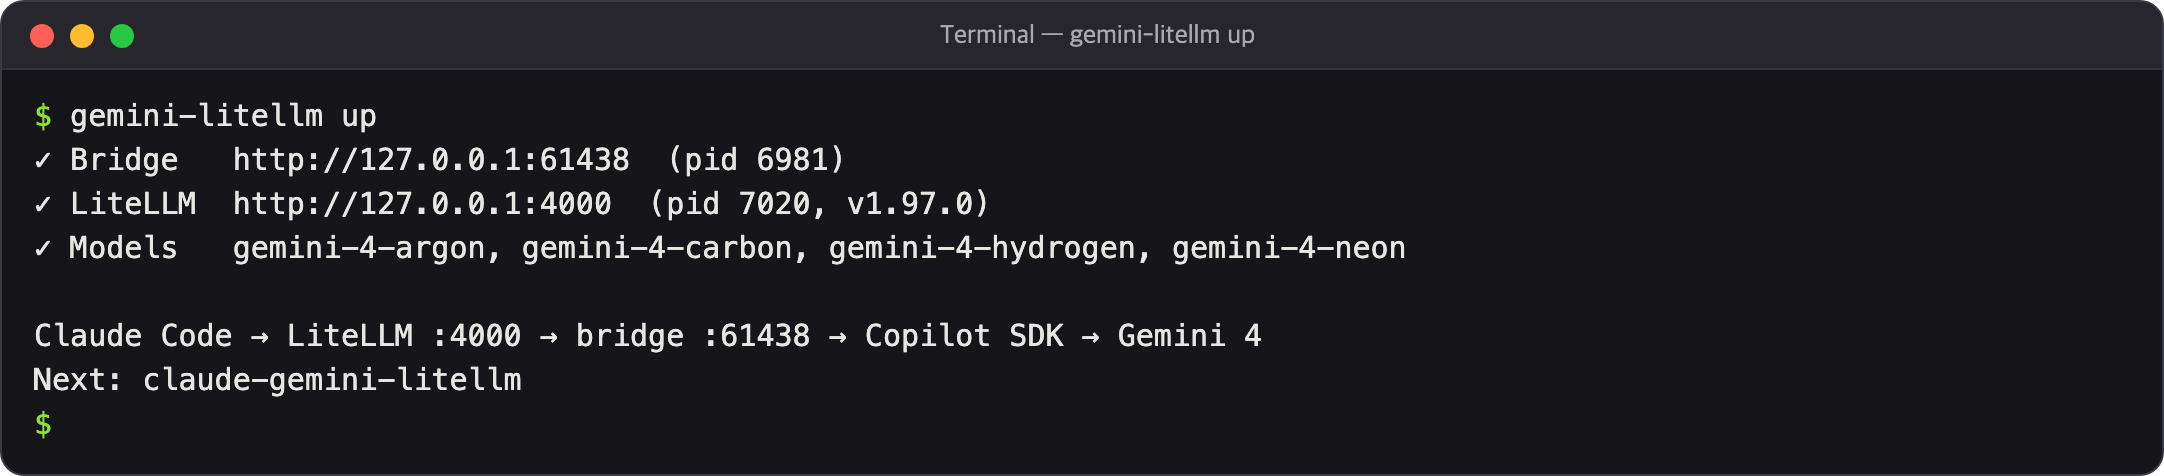 Terminal — gemini-litellm up
$ gemini-litellm up
✓ Bridge   http://127.0.0.1:61438  (pid 6981)
✓ LiteLLM  http://127.0.0.1:4000  (pid 7020, v1.97.0)
✓ Models   gemini-4-argon, gemini-4-carbon, gemini-4-hydrogen, gemini-4-neon
Claude Code → LiteLLM :4000 → bridge :61438 → Copilot SDK → Gemini 4
Next: claude-gemini-litellm
$